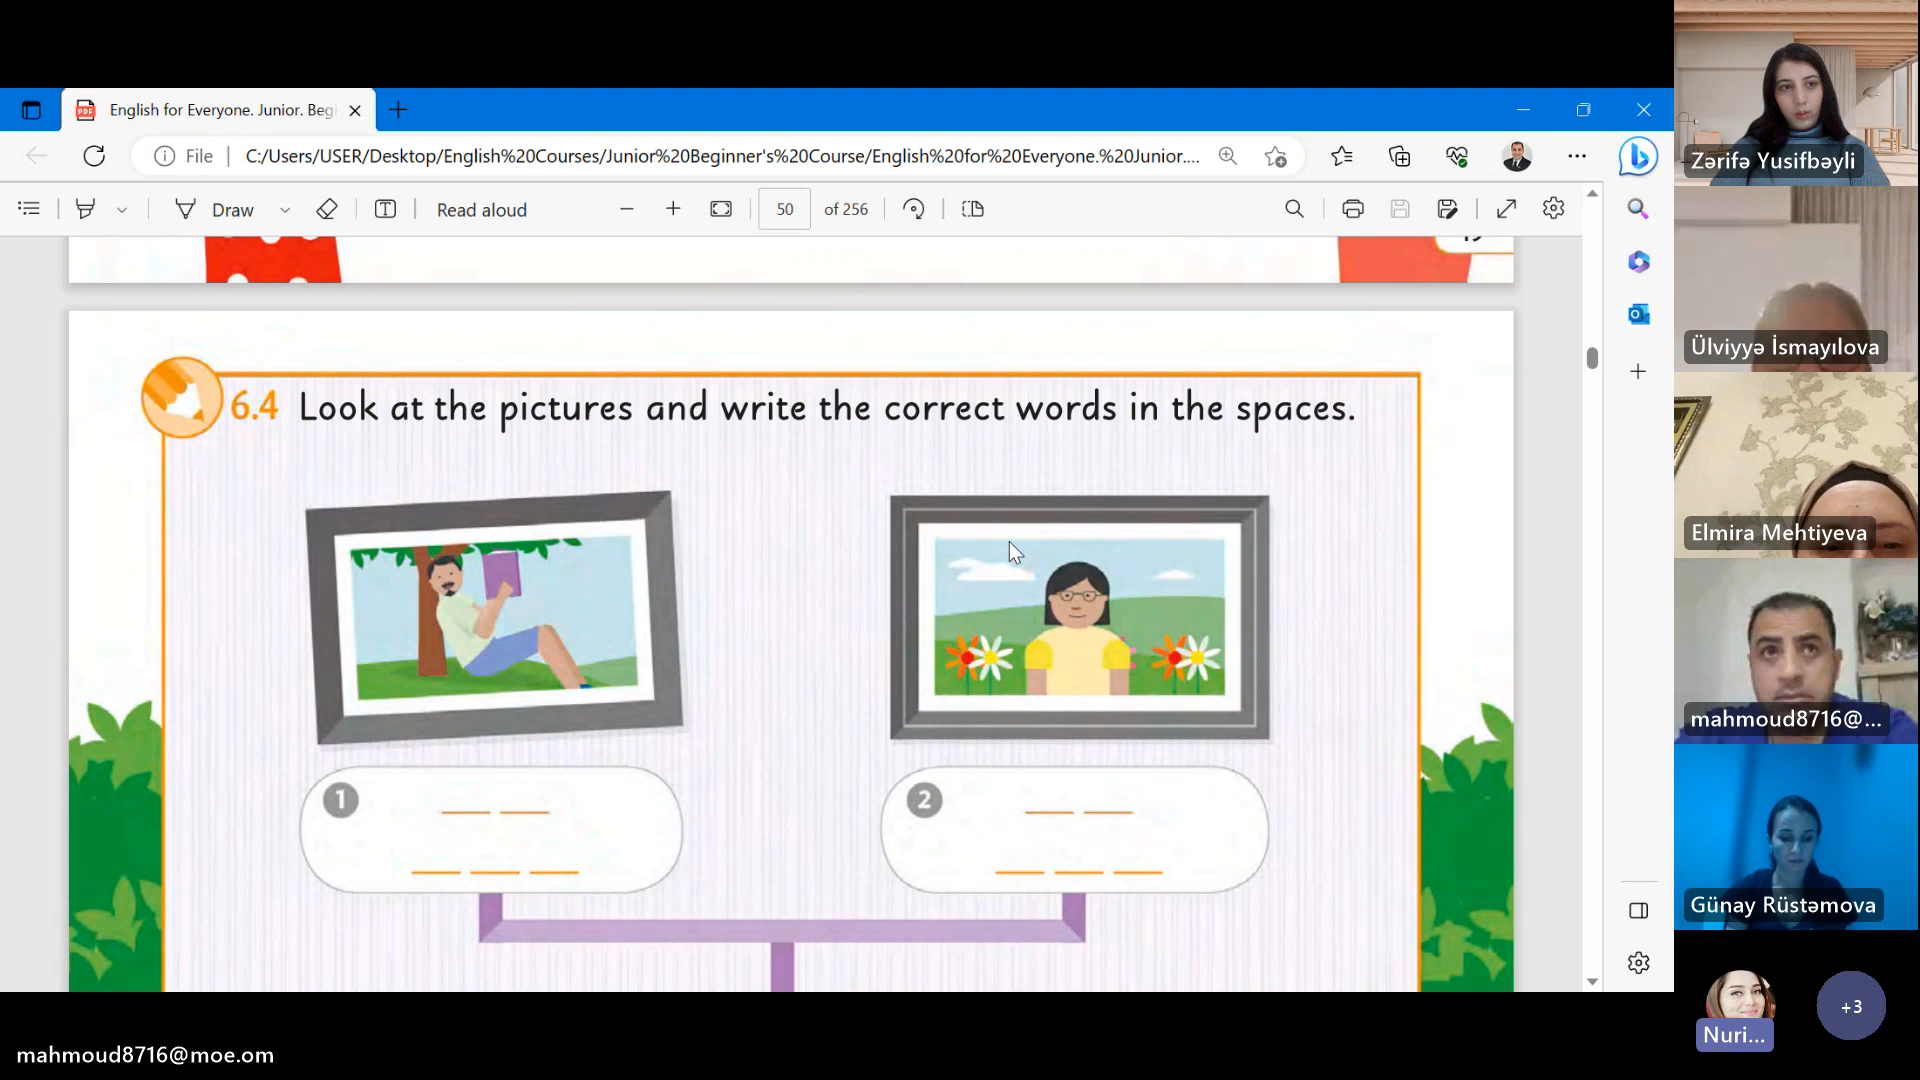 English for Everyone. Junior. Beg
File
C:/Users/USER/Desktop/English%20Courses/Junior%20Beginner's%20Course/English%20for%20Everyone.%20Junior....
Draw
Read aloud
50 of 256
6.4 Look at the pictures and write the correct words in the spaces.
1
2
Zərifə Yusifbəyli
Ülviyyə İsmayılova
Elmira Mehtiyeva
mahmoud8716@...
Günay Rüstəmova
Nuri...
+3
mahmoud8716@moe.om